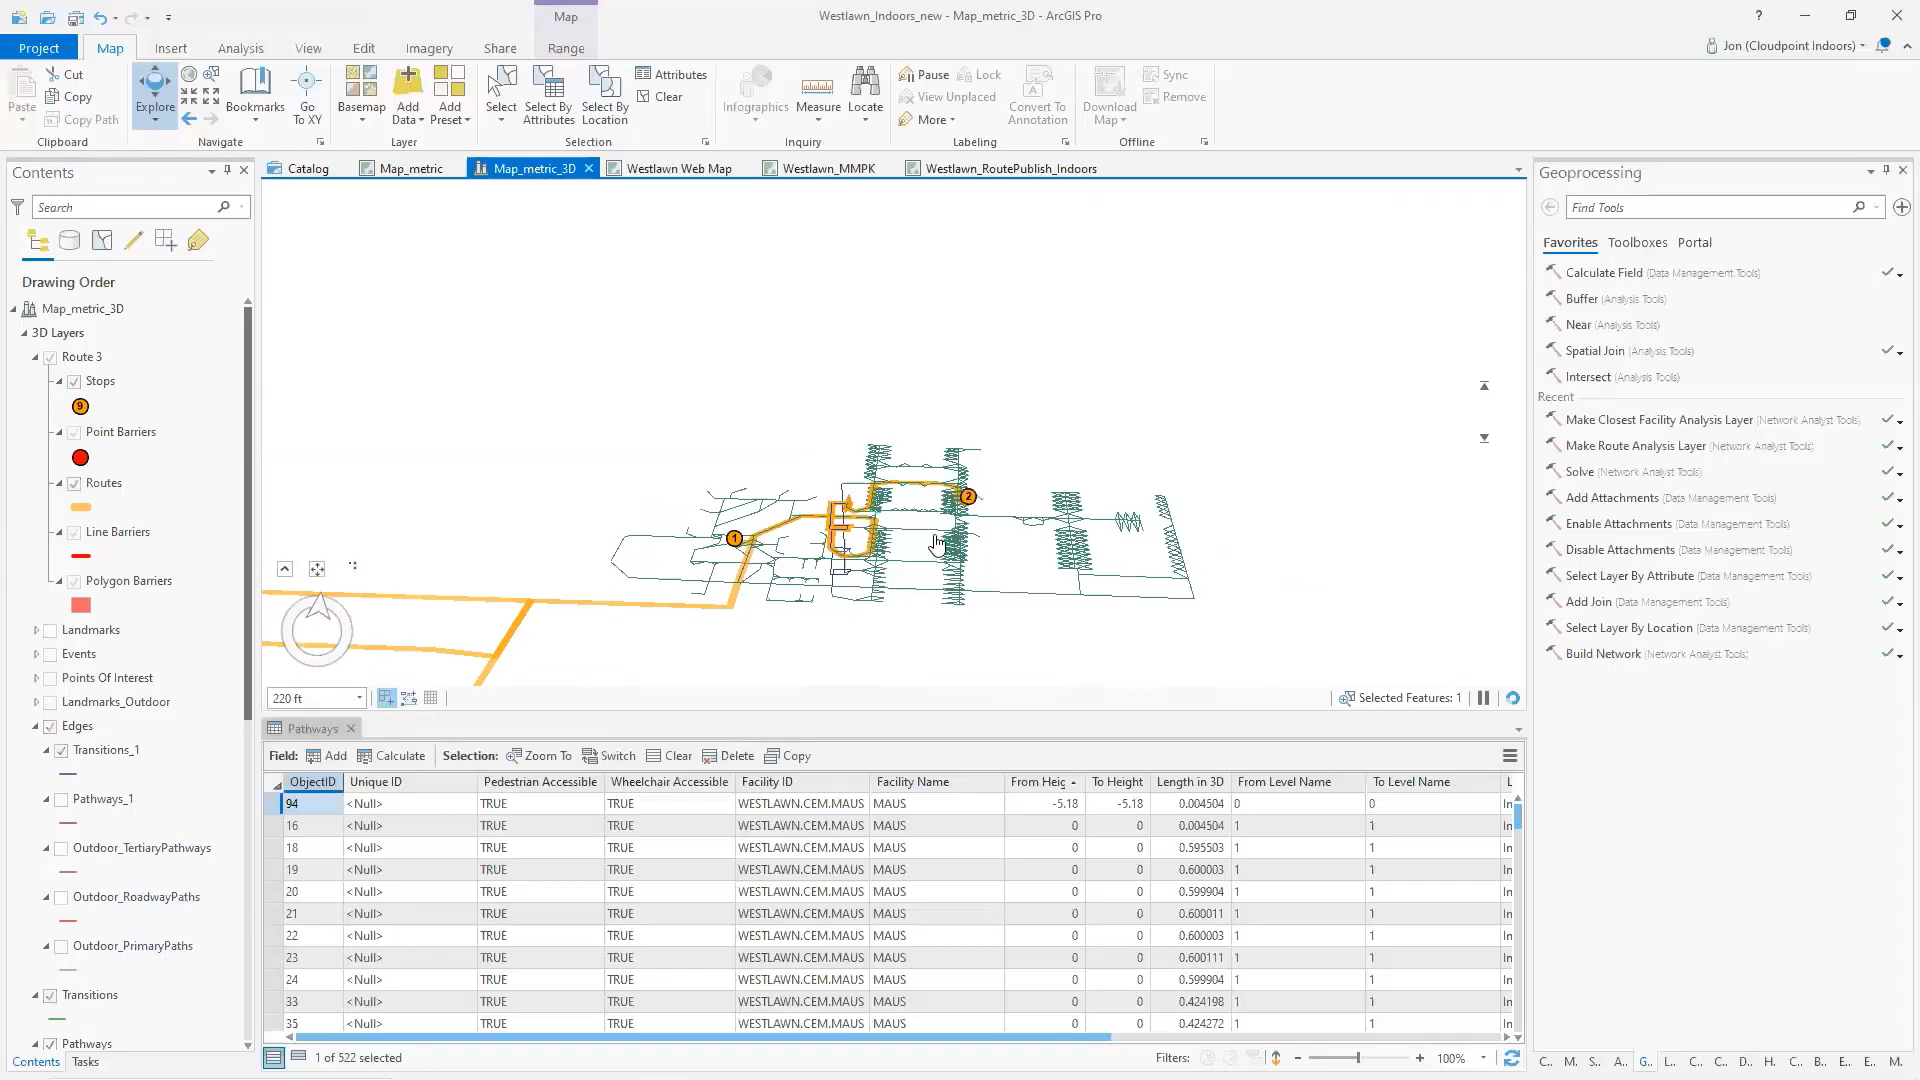 Westlawn_Indoors_new - Map_metric_3D - ArcGIS Pro
Map
?
Project Map Insert Analysis View Edit Imagery Share Range
Jon (Cloudpoint Indoors)
Paste
Cut
Copy
Copy Path
Clipboard
Explore
Bookmarks
Go To XY
Navigate
Basemap
Add Data
Add Preset
Layer
Select
Select By Attributes
Select By Location
Attributes
Clear
Selection
Infographics
Measure
Locate
Inquiry
Pause
Lock
View Unplaced
More
Convert To Annotation
Labeling
Download Map
Sync
Remove
Offline
Contents
Search
Drawing Order
Map_metric_3D
3D Layers
Route 3
Stops
9
Point Barriers
Routes
Line Barriers
Polygon Barriers
Landmarks
Events
Points Of Interest
Landmarks_Outdoor
Edges
Transitions_1
Pathways_1
Outdoor_TertiaryPathways
Outdoor_RoadwayPaths
Outdoor_PrimaryPaths
Transitions
Pathways
Contents Tasks
Catalog Map_metric Map_metric_3D Westlawn Web Map Westlawn_MMPK Westlawn_RoutePublish_Indoors
2
1
220 ft
Selected Features: 1
Pathways
Field: Add Calculate Selection: Zoom To Switch Clear Delete Copy
ObjectID Unique ID Pedestrian Accessible Wheelchair Accessible Facility ID Facility Name From Heig To Height Length in 3D From Level Name To Level Name L
94 <Null> TRUE TRUE WESTLAWN.CEM.MAUS MAUS -5.18 -5.18 0.004504 0 0 In
16 <Null> TRUE TRUE WESTLAWN.CEM.MAUS MAUS 0 0 0.004504 1 1 In
18 <Null> TRUE TRUE WESTLAWN.CEM.MAUS MAUS 0 0 0.595503 1 1 In
19 <Null> TRUE TRUE WESTLAWN.CEM.MAUS MAUS 0 0 0.600003 1 1 In
20 <Null> TRUE TRUE WESTLAWN.CEM.MAUS MAUS 0 0 0.599904 1 1 In
21 <Null> TRUE TRUE WESTLAWN.CEM.MAUS MAUS 0 0 0.600011 1 1 In
22 <Null> TRUE TRUE WESTLAWN.CEM.MAUS MAUS 0 0 0.600003 1 1 In
23 <Null> TRUE TRUE WESTLAWN.CEM.MAUS MAUS 0 0 0.600111 1 1 In
24 <Null> TRUE TRUE WESTLAWN.CEM.MAUS MAUS 0 0 0.599904 1 1 In
33 <Null> TRUE TRUE WESTLAWN.CEM.MAUS MAUS 0 0 0.424198 1 1 In
35 <Null> TRUE TRUE WESTLAWN.CEM.MAUS MAUS 0 0 0.424272 1 1 In
1 of 522 selected
Filters:
100%
Geoprocessing
Find Tools
Favorites Toolboxes Portal
Calculate Field (Data Management Tools)
Buffer (Analysis Tools)
Near (Analysis Tools)
Spatial Join (Analysis Tools)
Intersect (Analysis Tools)
Recent
Make Closest Facility Analysis Layer (Network Analyst Tools)
Make Route Analysis Layer (Network Analyst Tools)
Solve (Network Analyst Tools)
Add Attachments (Data Management Tools)
Enable Attachments (Data Management Tools)
Disable Attachments (Data Management Tools)
Select Layer By Attribute (Data Management Tools)
Add Join (Data Management Tools)
Select Layer By Location (Data Management Tools)
Build Network (Network Analyst Tools)
C.. M. S.. A.. G.. L.. C.. C.. D.. H. C.. B.. E.. E.. M.